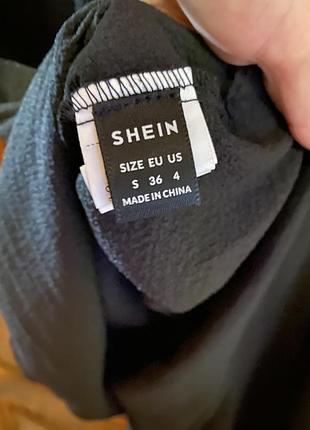 SHEIN
SIZE EU US
S 36 4
MADE IN CHINA